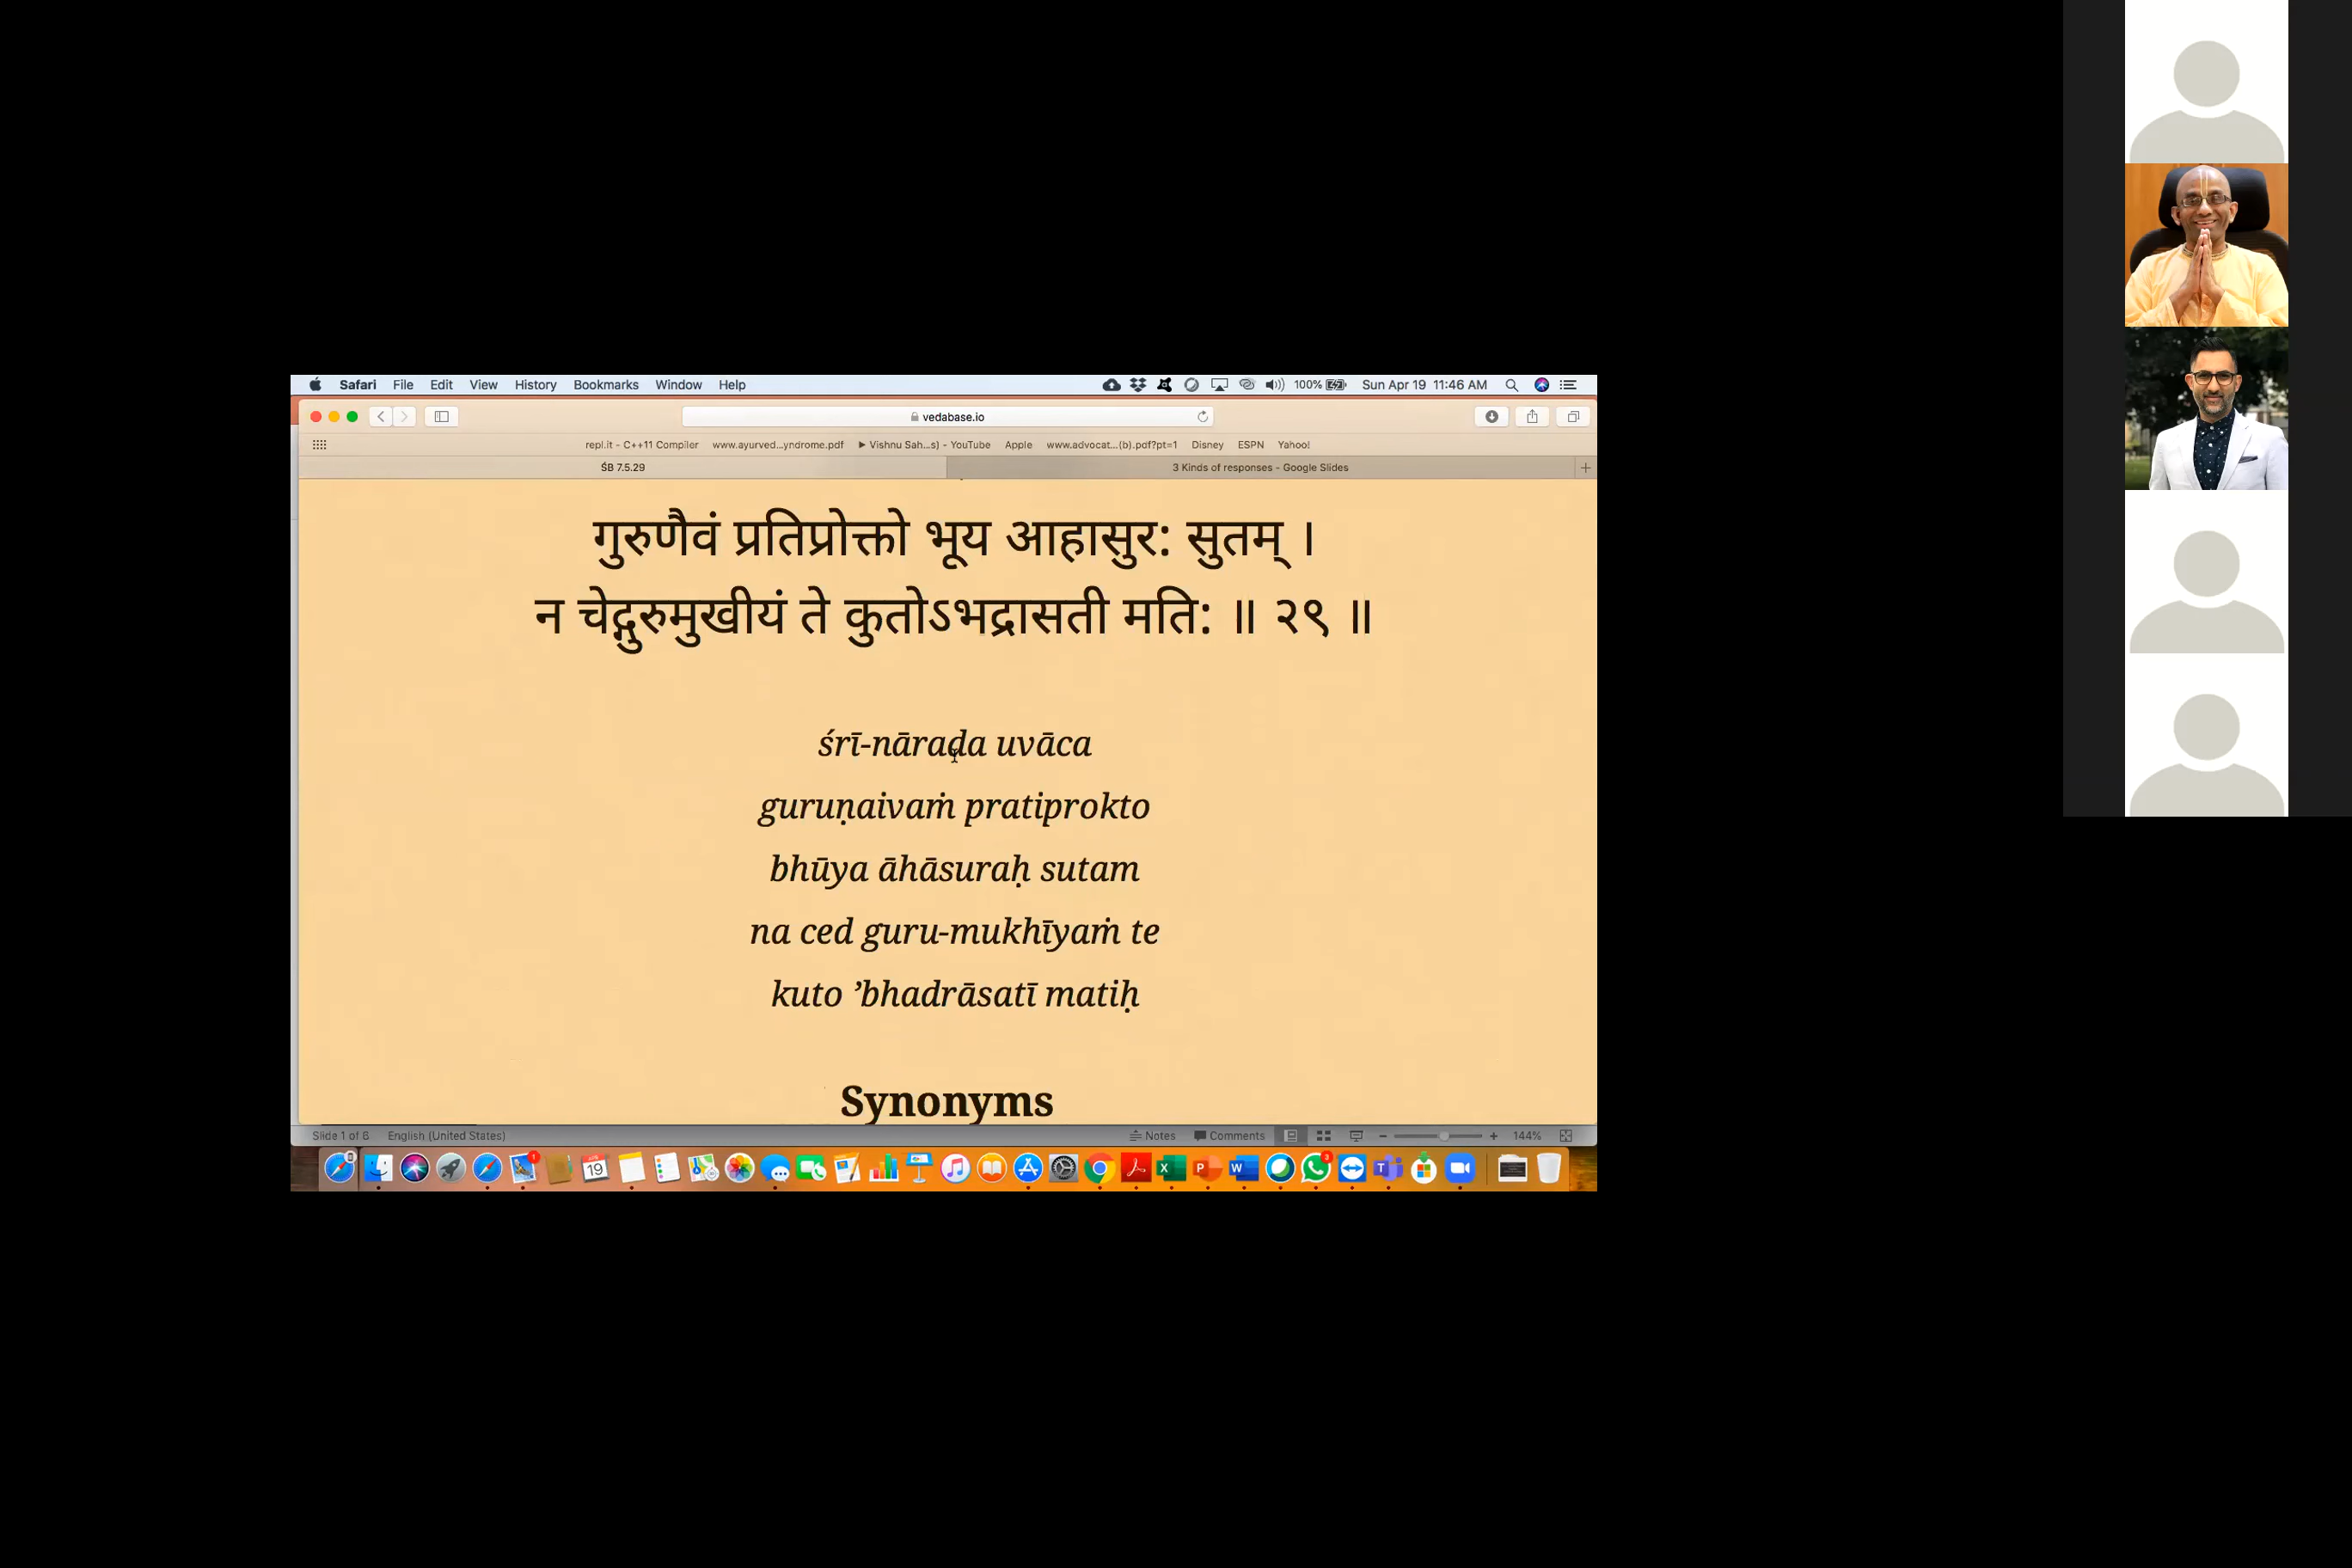 Safari File Edit View History Bookmarks Window Help 100% Sun Apr 19 11:46 AM
vedabase.io
repl.it - C++11 Compiler www.ayurved...yndrome.pdf ▶ Vishnu Sah...s) - YouTube Apple www.advocat...(b).pdf?pt=1 Disney ESPN Yahoo!
ŚB 7.5.29 3 Kinds of responses - Google Slides
गुरुणैवं प्रतिप्रोक्तो भूय आहासुर: सुतम् ।
न चेद्गुरुमुखीयं ते कुतोऽभद्रासती मति: ॥ २९ ॥
śrī-nārada uvāca
guruṇaivaṁ pratiprokto
bhūya āhāsuraḥ sutam
na ced guru-mukhīyaṁ te
kuto ’bhadrāsatī matiḥ
Synonyms
Slide 1 of 8 English (United States) Notes Comments 144%